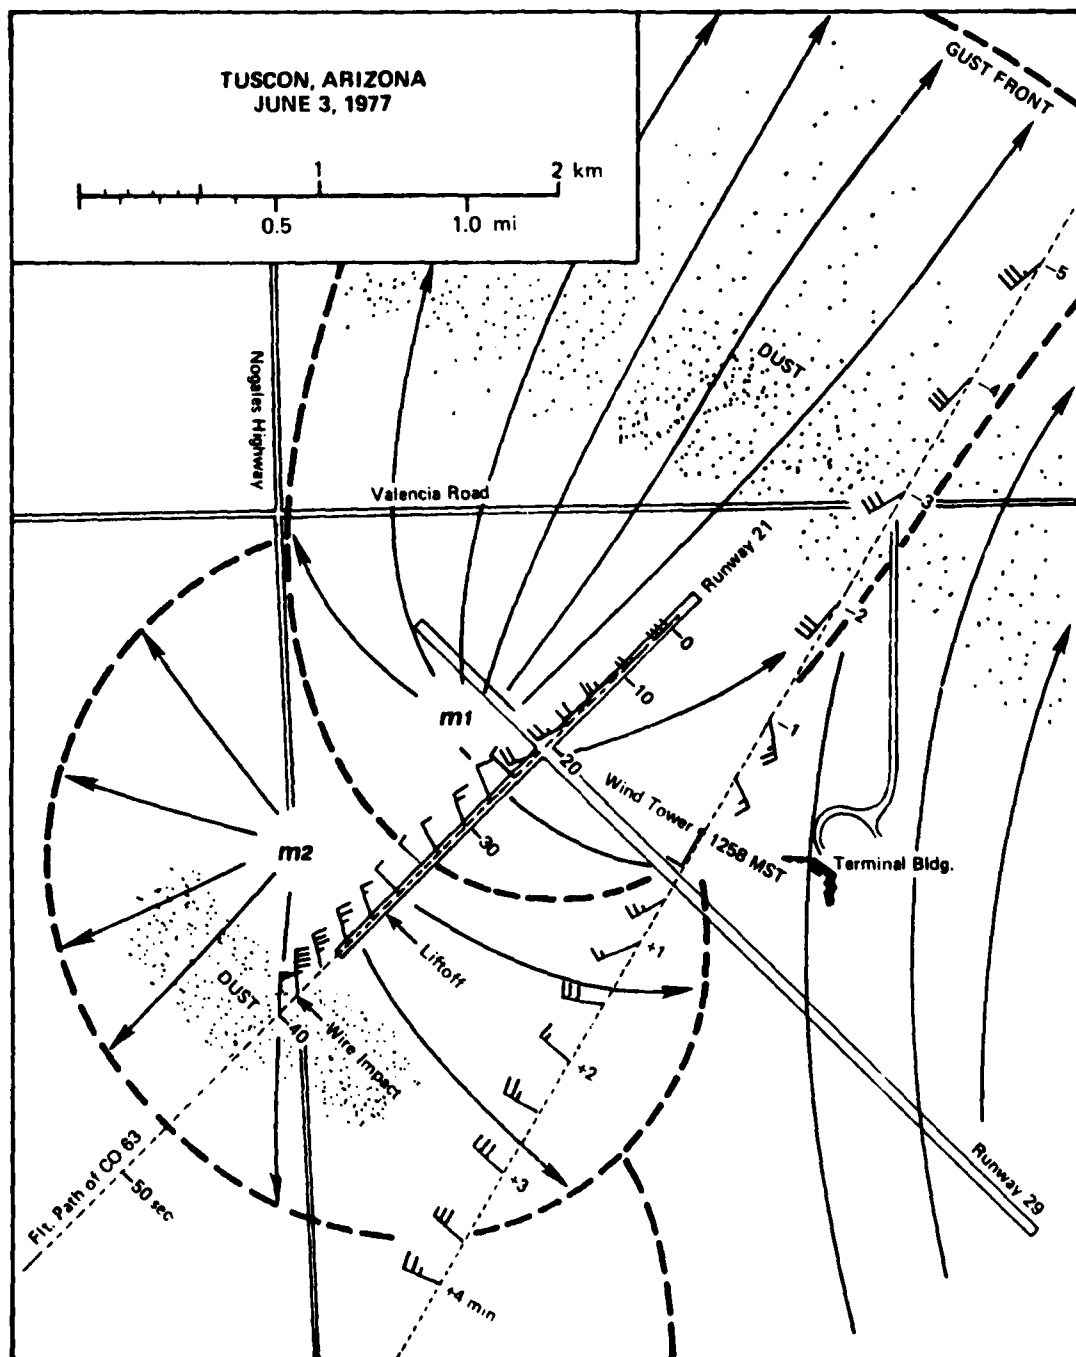 TUSCON, ARIZONA
JUNE 3, 1977
1
2 km
0.5
1.0 mi
GUST FRONT
-5
DUST
-4
Nogales Highway
Valencia Road
-3
Runway 21
-2
0
-10
m1
-1
-20
Wind Tower
1258 MST
-30
m2
Terminal Bldg.
Liftoff
+1
DUST
-40
Wire Impact
+2
Flt. Path of CO 63
-50 sec
+3
Runway 29
+4 min